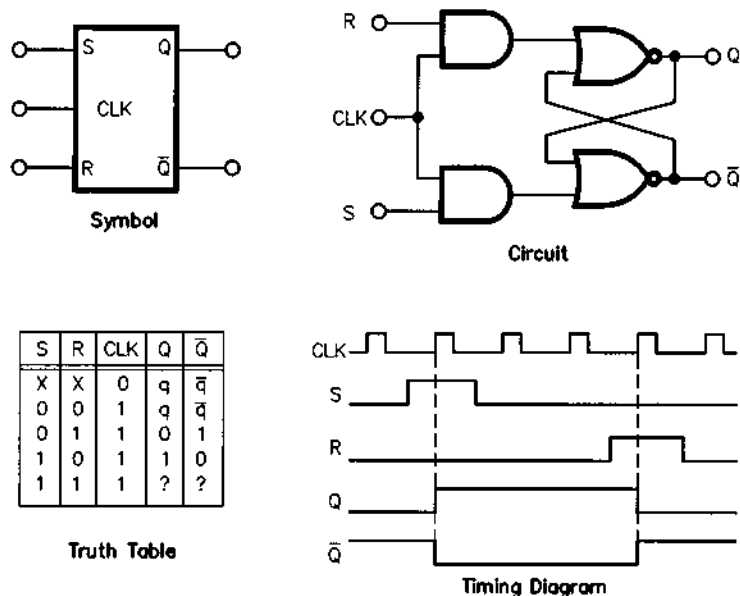 S Q
CLK
R Q̅
Symbol
R
Q
CLK
Q̅
S
Circuit
S R CLK Q Q̅
X X 0 q q̅
0 0 1 q q̅
0 1 1 0 1
1 0 1 1 0
1 1 1 ? ?
Truth Table
CLK
S
R
Q
Q̅
Timing Diagram